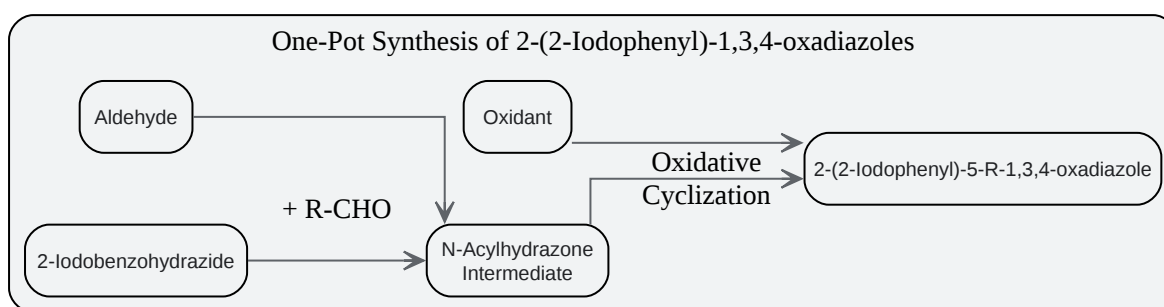 One-Pot Synthesis of 2-(2-Iodophenyl)-1,3,4-oxadiazoles
Aldehyde
Oxidant
Oxidative
Cyclization
2-(2-Iodophenyl)-5-R-1,3,4-oxadiazole
+ R-CHO
2-Iodobenzohydrazide
N-Acylhydrazone
Intermediate